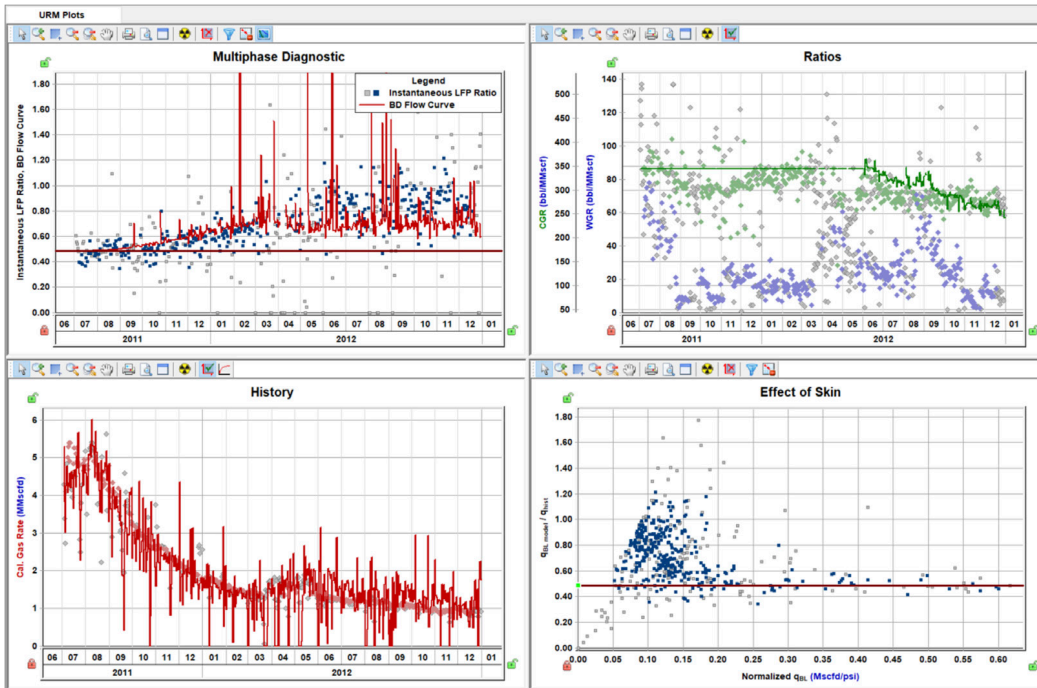 URM Plots
Multiphase Diagnostic
Legend
Instantaneous LFP Ratio
BD Flow Curve
Instantaneous LFP Ratio, BD Flow Curve
1.80
1.60
1.40
1.20
1.00
0.80
0.60
0.40
0.20
0.00
06 07 08 09 10 11 12 01 02 03 04 05 06 07 08 09 10 11 12 01
2011 2012
Ratios
CGR (bbl/MMscf)
500
450
400
350
300
250
200
150
100
50
WGR (bbl/MMscf)
140
120
100
80
60
40
20
0
06 07 08 09 10 11 12 01 02 03 04 05 06 07 08 09 10 11 12 01
2011 2012
History
Cal. Gas Rate (MMscfd)
6
5
4
3
2
1
0
06 07 08 09 10 11 12 01 02 03 04 05 06 07 08 09 10 11 12 01
2011 2012
Effect of Skin
qBL model / qhist
1.80
1.60
1.40
1.20
1.00
0.80
0.60
0.40
0.20
0.00
0.00 0.05 0.10 0.15 0.20 0.25 0.30 0.35 0.40 0.45 0.50 0.55 0.60
Normalized qBL (Mscfd/psi)